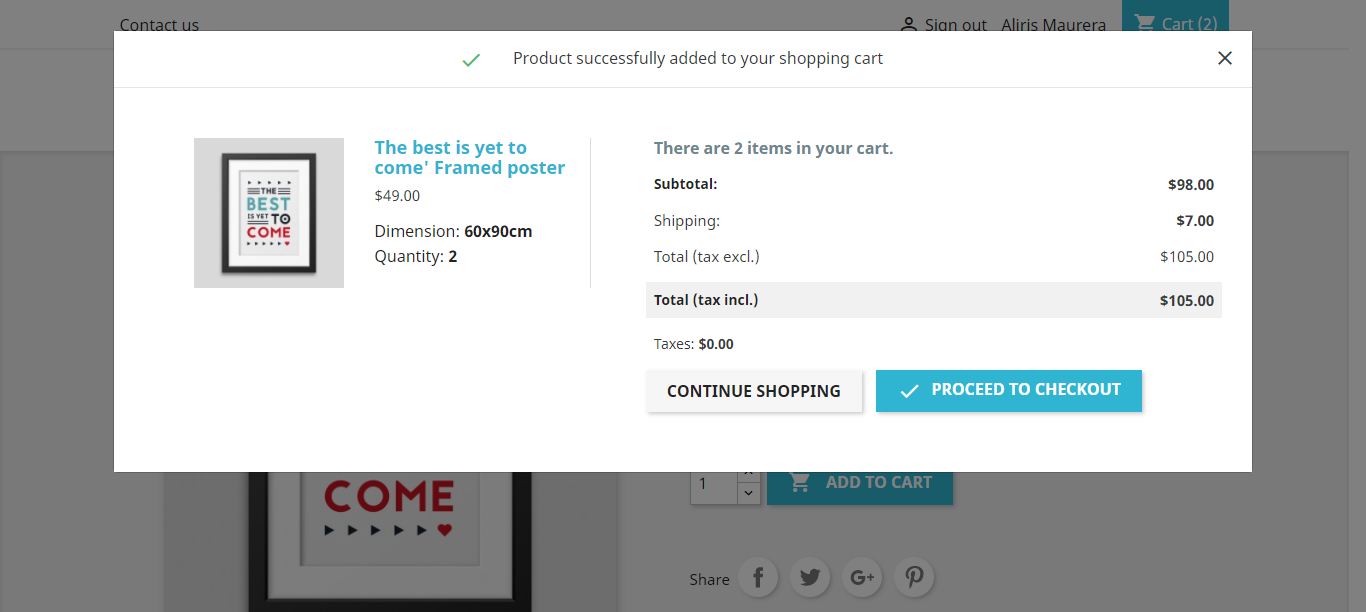 Contact us
Sign out Aliris Maurera Cart (2)
Product successfully added to your shopping cart
THE
BEST
IS YET TO
COME
The best is yet to
come' Framed poster
$49.00
Dimension: 60x90cm
Quantity: 2
There are 2 items in your cart.
Subtotal: $98.00
Shipping: $7.00
Total (tax excl.) $105.00
Total (tax incl.) $105.00
Taxes: $0.00
CONTINUE SHOPPING PROCEED TO CHECKOUT
COME
1 ADD TO CART
Share f G+